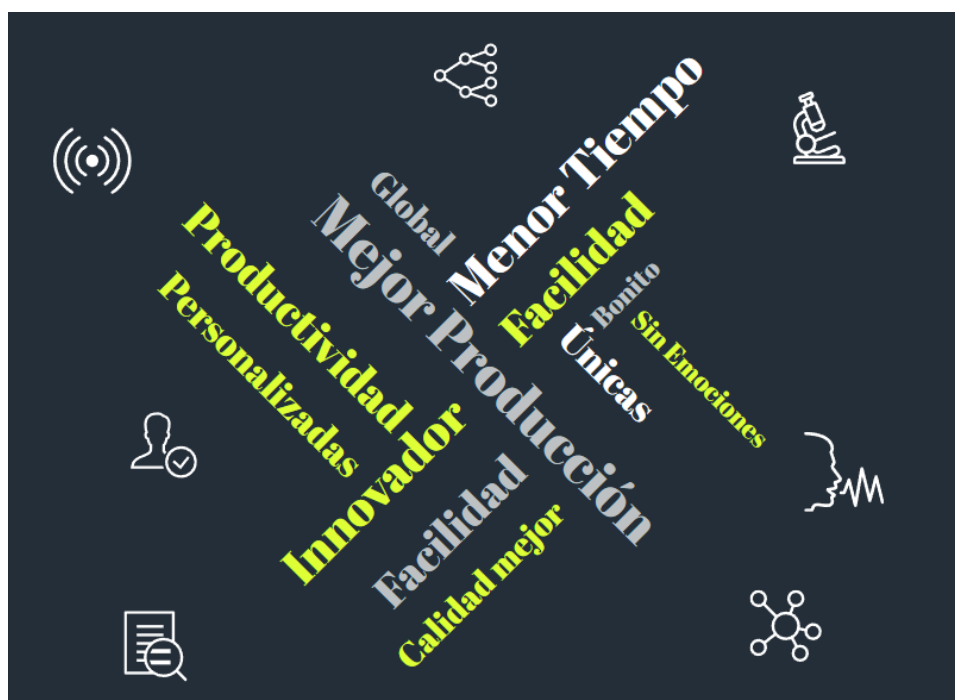 Menor Tiempo
Global
Mejor Producción
Facilidad
Productividad
Bonito
Personalizadas
Únicas
Sin Emociones
Innovador
Facilidad
Calidad mejor